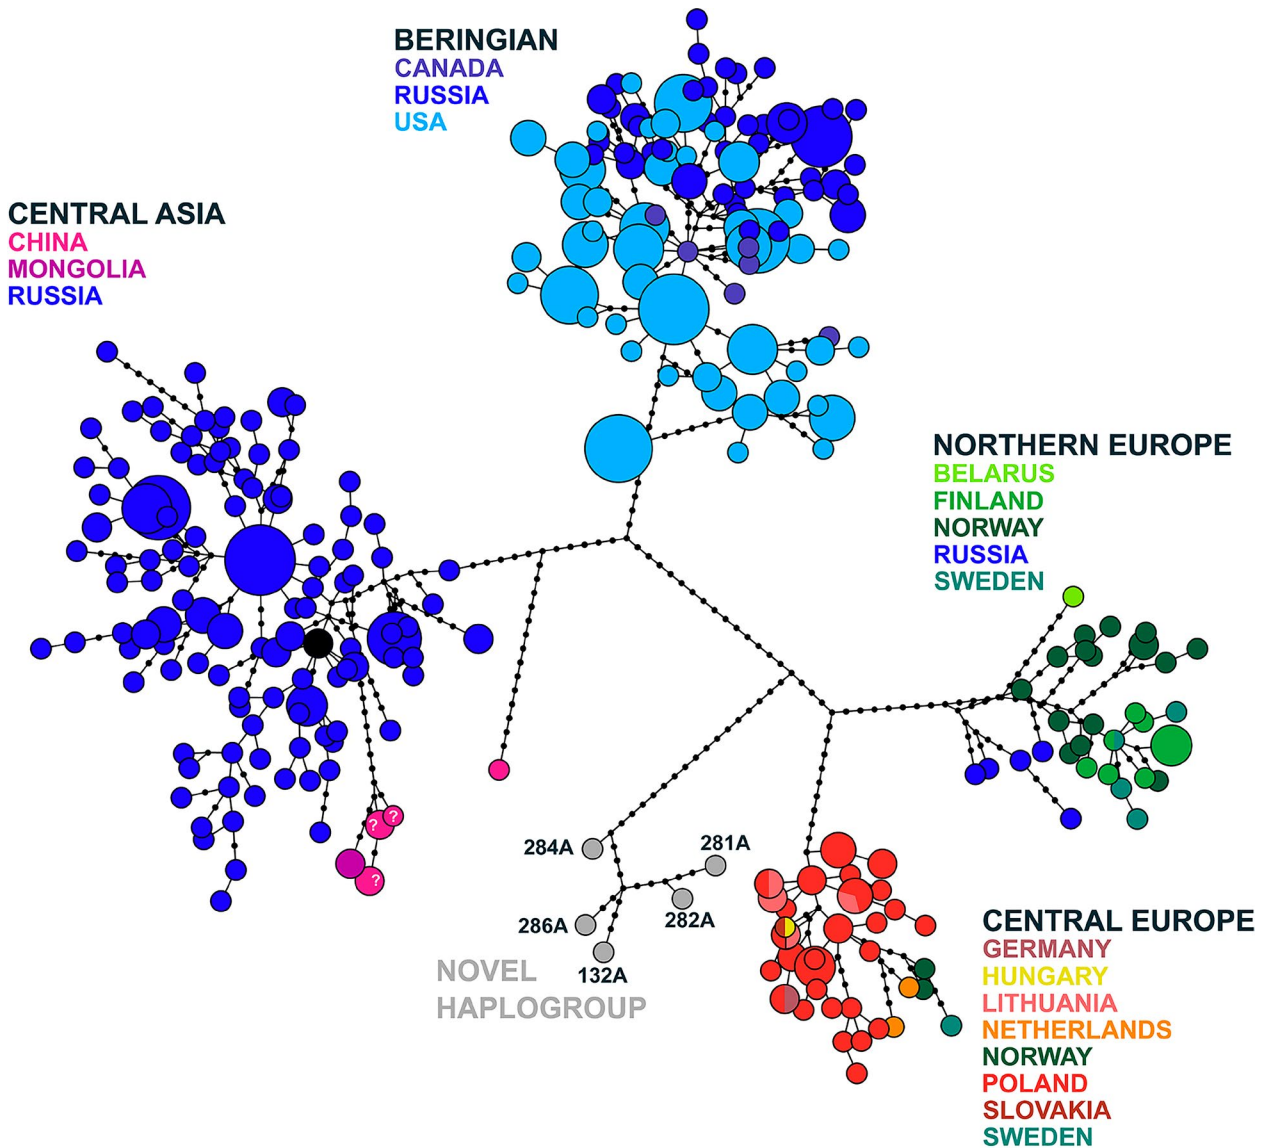 BERINGIAN
CANADA
RUSSIA
USA
CENTRAL ASIA
CHINA
MONGOLIA
RUSSIA
NORTHERN EUROPE
BELARUS
FINLAND
NORWAY
RUSSIA
SWEDEN
?
?
?
284A
281A
286A
282A
132A
NOVEL
HAPLOGROUP
CENTRAL EUROPE
GERMANY
HUNGARY
LITHUANIA
NETHERLANDS
NORWAY
POLAND
SLOVAKIA
SWEDEN